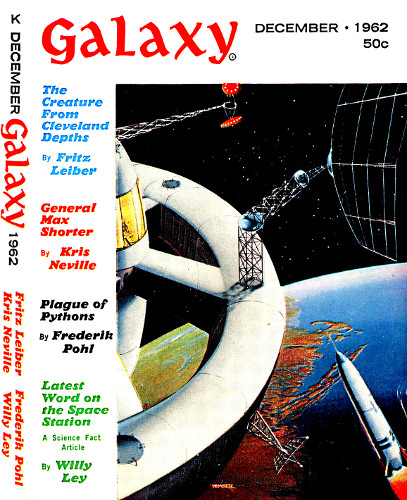 K DECEMBER Galaxy 1962
Fritz Leiber Frederik Pohl
Kris Neville Willy Ley
Galaxy
DECEMBER • 1962
50c
The
Creature
From
Cleveland
Depths
By Fritz
Leiber
General
Max
Shorter
By Kris
Neville
Plague of
Pythons
By Frederik
Pohl
Latest
Word on
the Space
Station
A Science Fact
Article
By Willy
Ley